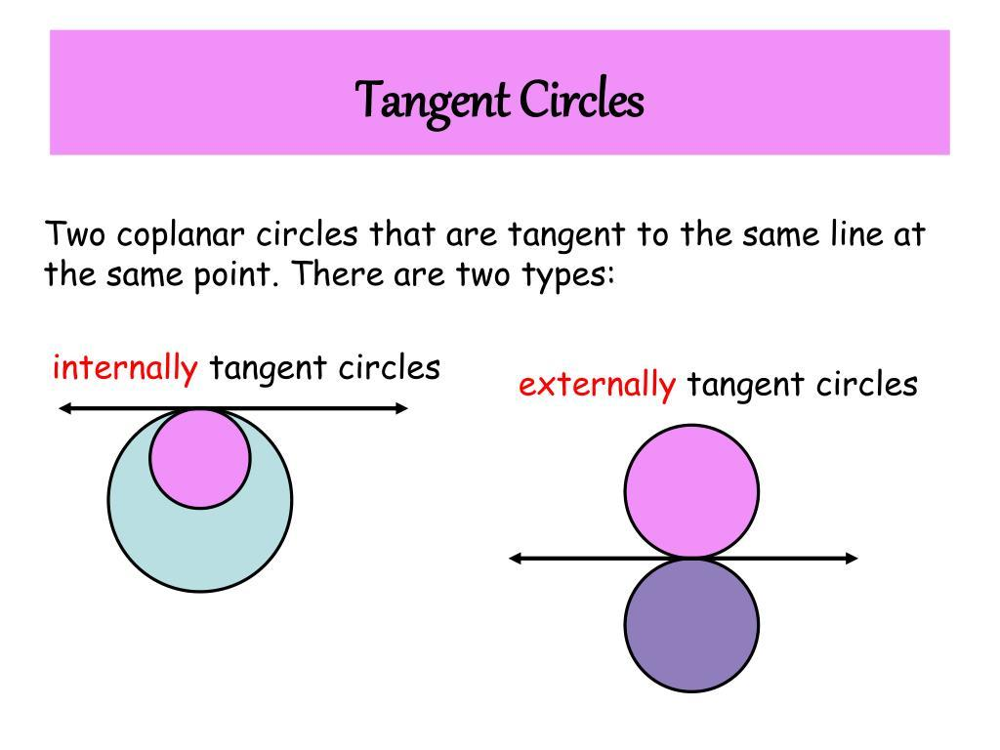 Tangent Circles
Two coplanar circles that are tangent to the same line at
the same point. There are two types:
internally tangent circles
externally tangent circles